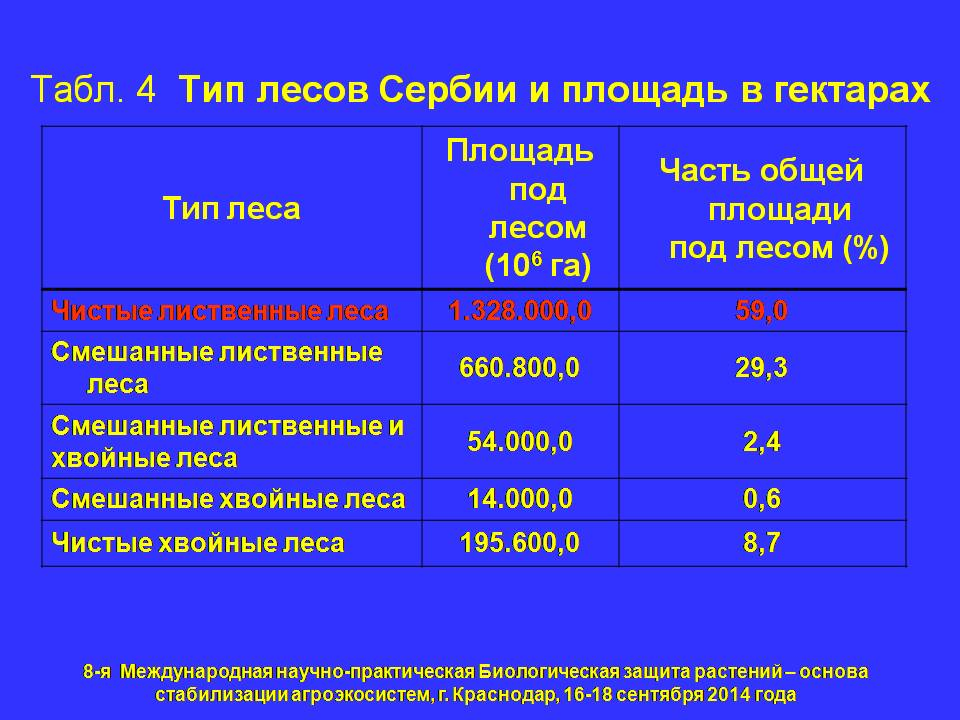 Табл. 4 Тип лесов Сербии и площадь в гектарах
Тип леса
Площадь
под
лесом
(10⁶ га)
Часть общей
площади
под лесом (%)
Чистые лиственные леса
1.328.000,0
59,0
Смешанные лиственные
леса
660.800,0
29,3
Смешанные лиственные и
хвойные леса
54.000,0
2,4
Смешанные хвойные леса
14.000,0
0,6
Чистые хвойные леса
195.600,0
8,7
8-я Международная научно-практическая Биологическая защита растений – основа
стабилизации агроэкосистем, г. Краснодар, 16-18 сентября 2014 года